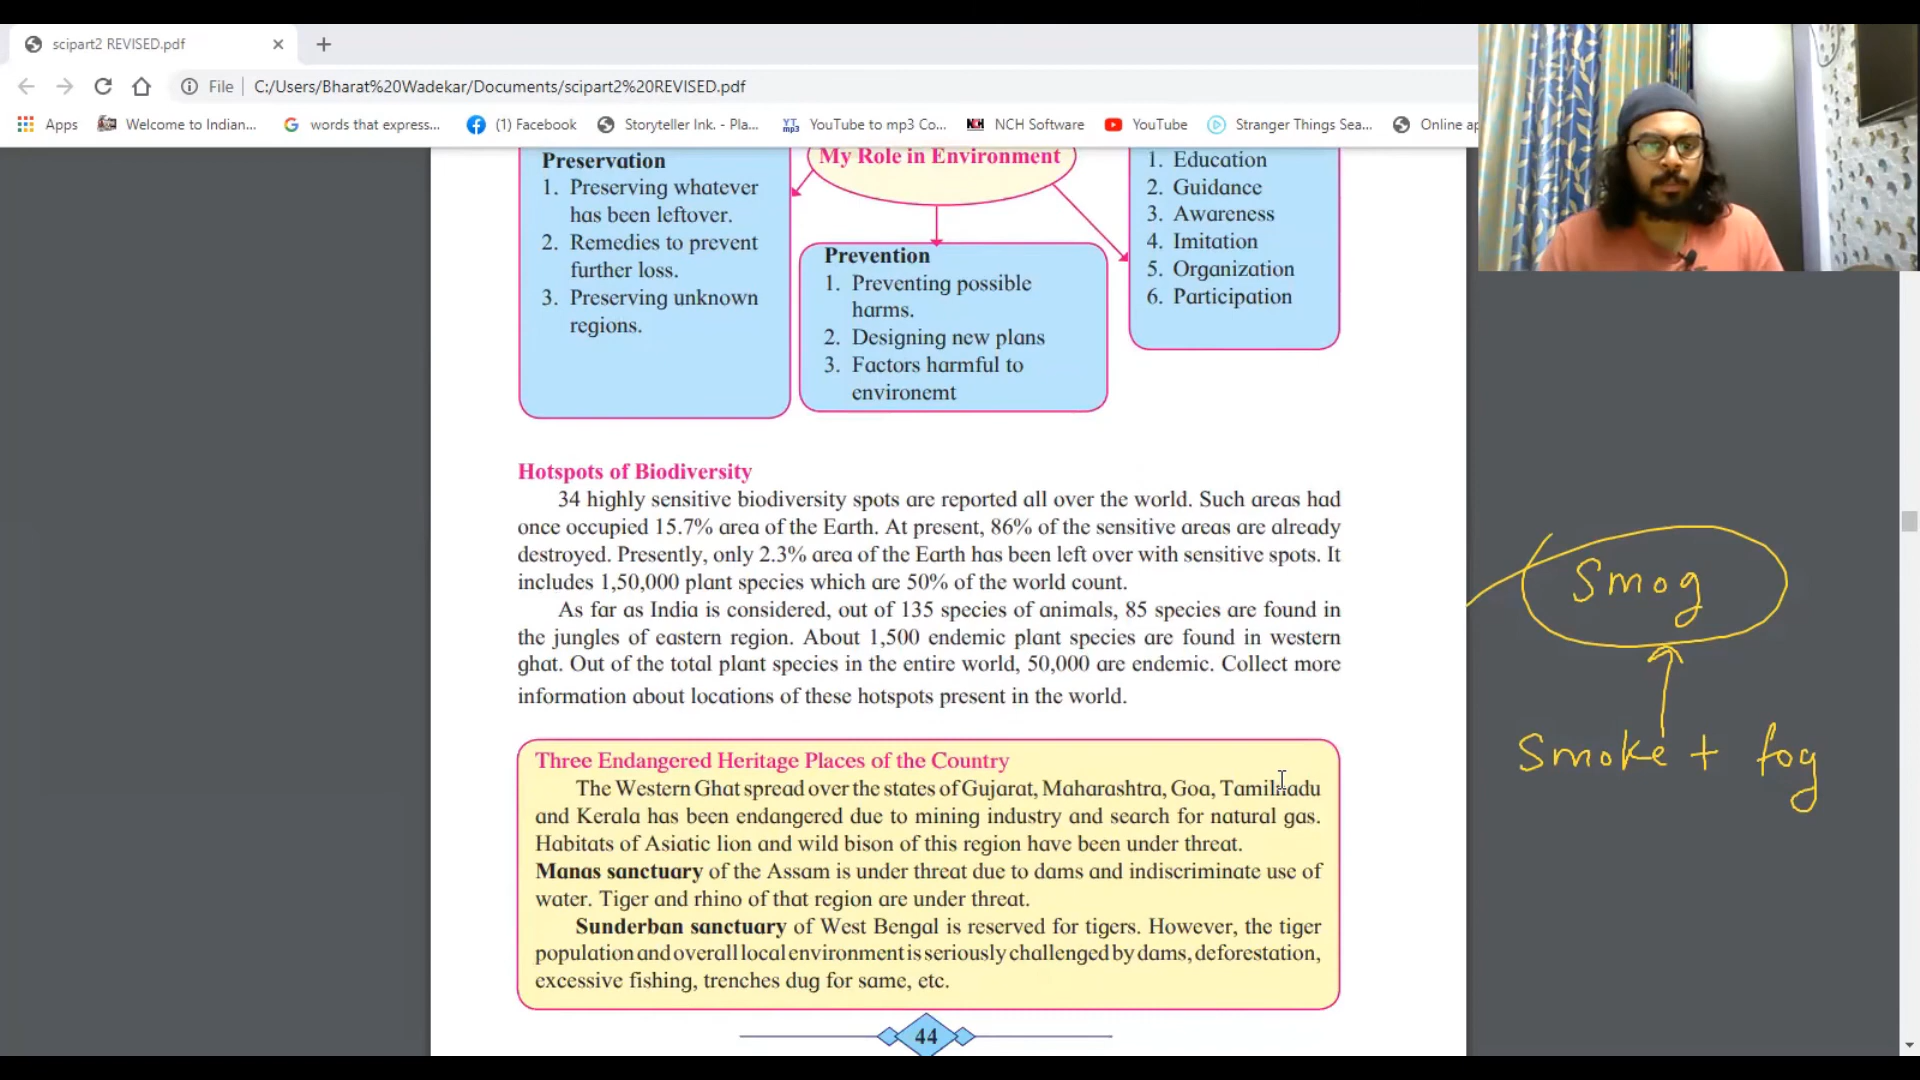 scipart2 REVISED.pdf
File
C:/Users/Bharat%20Wadekar/Documents/scipart2%20REVISED.pdf
Apps
Welcome to Indian...
words that express...
(1) Facebook
Storyteller Ink. - Pla...
YouTube to mp3 Co...
NCH Software
YouTube
Stranger Things Sea...
Online ap
Preservation
1. Preserving whatever
has been leftover.
2. Remedies to prevent
further loss.
3. Preserving unknown
regions.
My Role in Environment
Prevention
1. Preventing possible
harms.
2. Designing new plans
3. Factors harmful to
environemt
1. Education
2. Guidance
3. Awareness
4. Imitation
5. Organization
6. Participation
Hotspots of Biodiversity
34 highly sensitive biodiversity spots are reported all over the world. Such areas had
once occupied 15.7% area of the Earth. At present, 86% of the sensitive areas are already
destroyed. Presently, only 2.3% area of the Earth has been left over with sensitive spots. It
includes 1,50,000 plant species which are 50% of the world count.
As far as India is considered, out of 135 species of animals, 85 species are found in
the jungles of eastern region. About 1,500 endemic plant species are found in western
ghat. Out of the total plant species in the entire world, 50,000 are endemic. Collect more
information about locations of these hotspots present in the world.
Three Endangered Heritage Places of the Country
The Western Ghat spread over the states of Gujarat, Maharashtra, Goa, Tamilnadu
and Kerala has been endangered due to mining industry and search for natural gas.
Habitats of Asiatic lion and wild bison of this region have been under threat.
Manas sanctuary of the Assam is under threat due to dams and indiscriminate use of
water. Tiger and rhino of that region are under threat.
Sunderban sanctuary of West Bengal is reserved for tigers. However, the tiger
population and overall local environment is seriously challenged by dams, deforestation,
excessive fishing, trenches dug for same, etc.
44
Smog
Smoke + fog